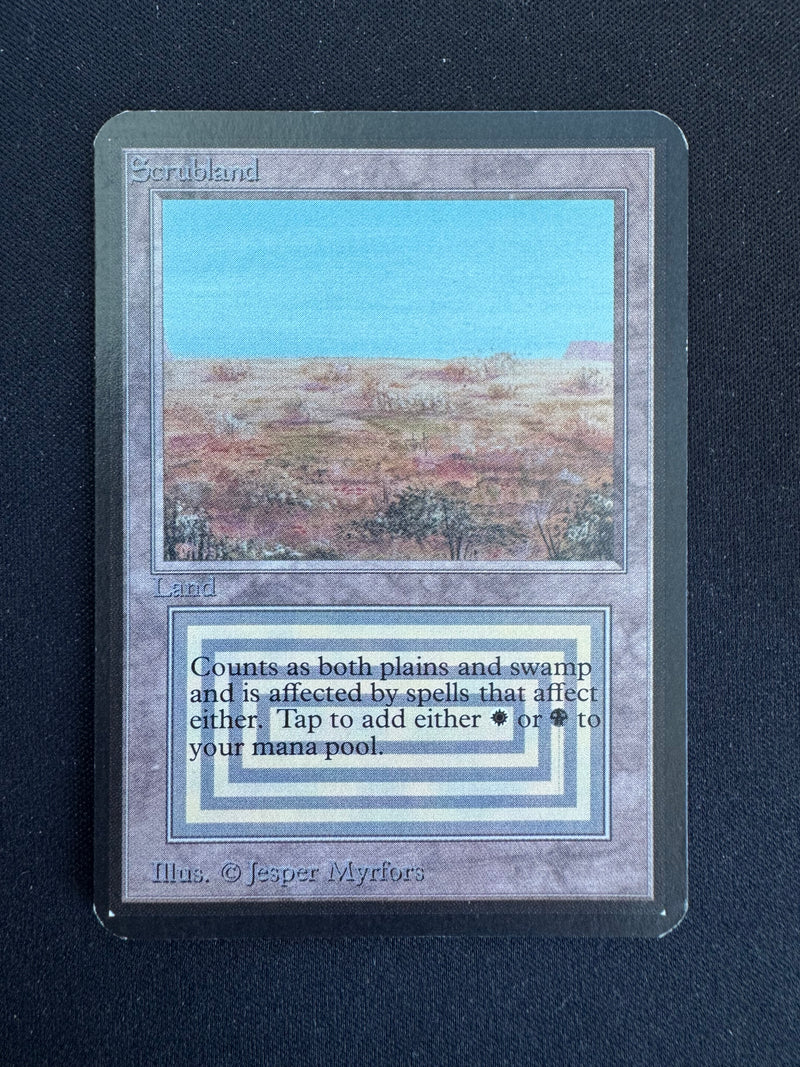 Scrubland
Land
Counts as both plains and swamp
and is affected by spells that affect
either. Tap to add either or to
your mana pool.
Illus. © Jesper Myrfors